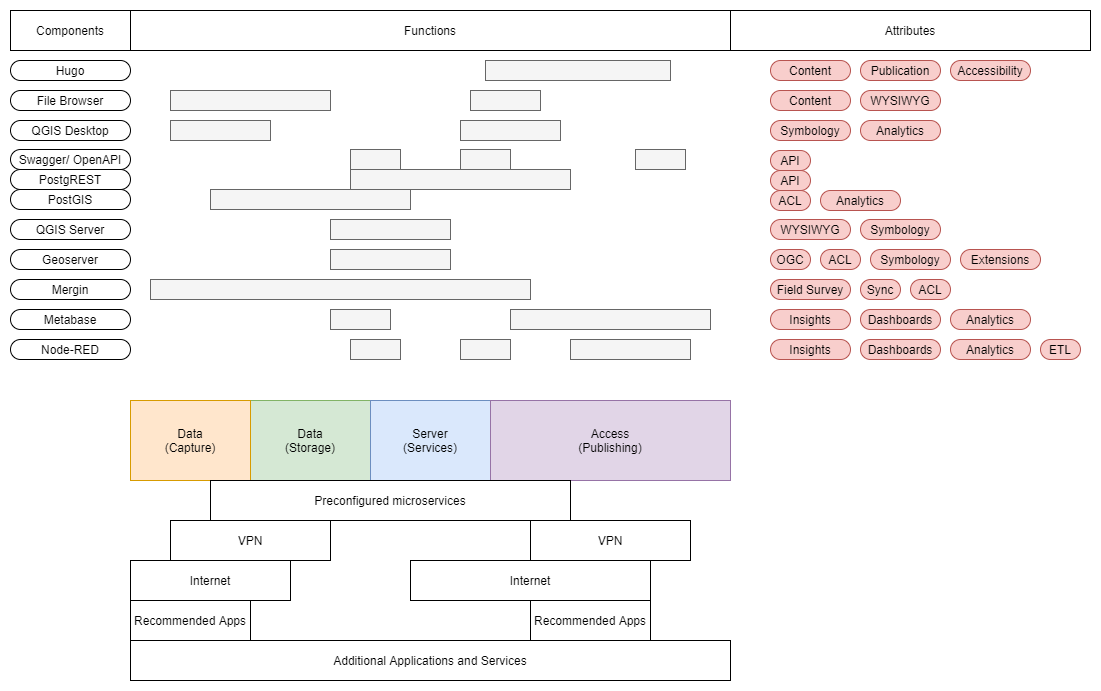 Components Functions Attributes
Hugo Content Publication Accessibility
File Browser Content WYSIWYG
QGIS Desktop Symbology Analytics
Swagger/ OpenAPI API
PostgREST API
PostGIS ACL Analytics
QGIS Server WYSIWYG Symbology
Geoserver OGC ACL Symbology Extensions
Mergin Field Survey Sync ACL
Metabase Insights Dashboards Analytics
Node-RED Insights Dashboards Analytics ETL
Data
(Capture)
Data
(Storage)
Server
(Services)
Access
(Publishing)
Preconfigured microservices
VPN VPN
Internet Internet
Recommended Apps Recommended Apps
Additional Applications and Services